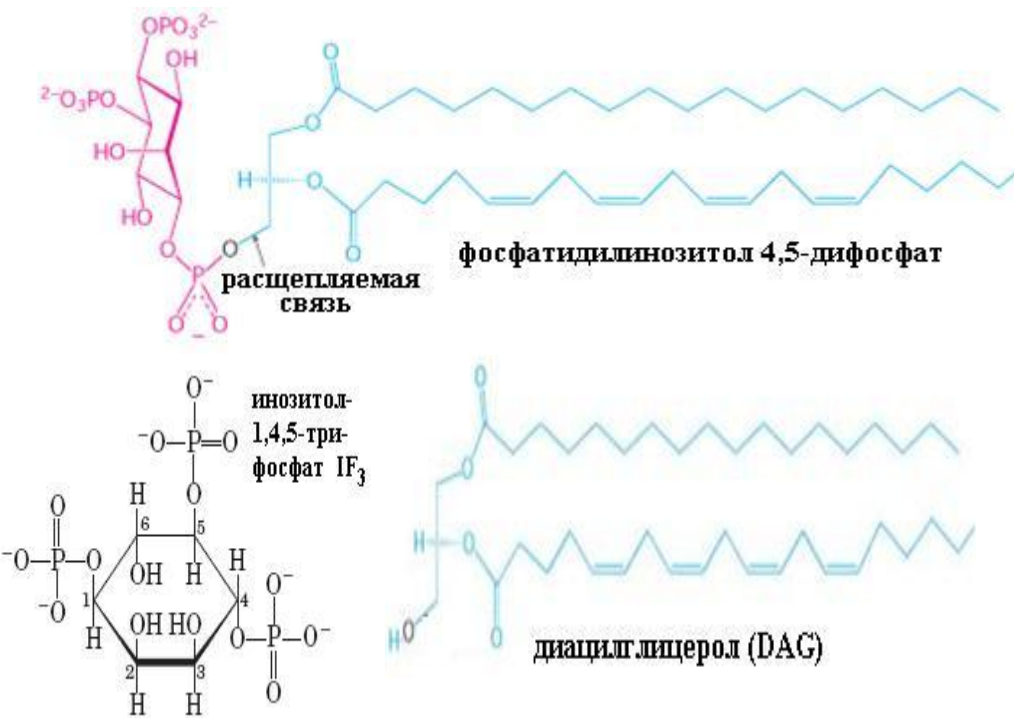 OPO₃²⁻
OH
²⁻O₃PO
HO
HO
O
O
P
O
O
−
H
O
O
O
O
расщепляемая
связь
фосфатидилинозитол 4,5-дифосфат
инозитол-
1,4,5-три-
фосфат IF₃
O⁻
⁻O–P=O
O
H
H
6
5
O
⁻O–P–O
⁻O
OH
H
H
1
4
O⁻
H
OH HO
O–P–O⁻
O
2
3
H
H
O
O
H
O
O
HO
диацилглицерол (DAG)